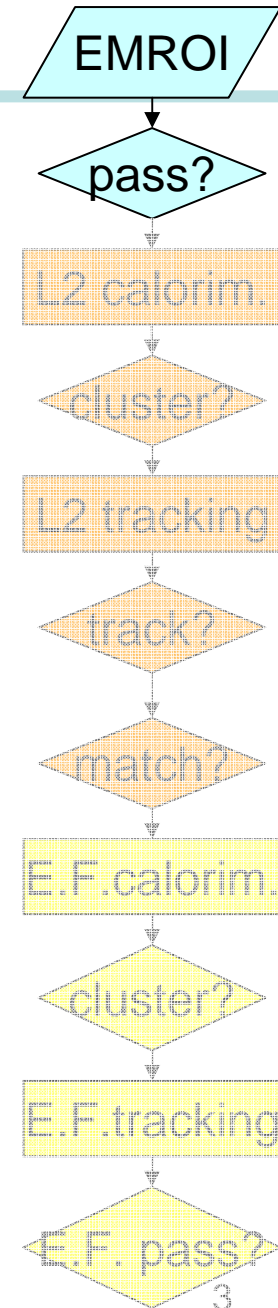 EMROI
pass?
L2 calorim.
cluster?
L2 tracking
track?
match?
E.F.calorim.
cluster?
E.F.tracking
E.F. pass?
3